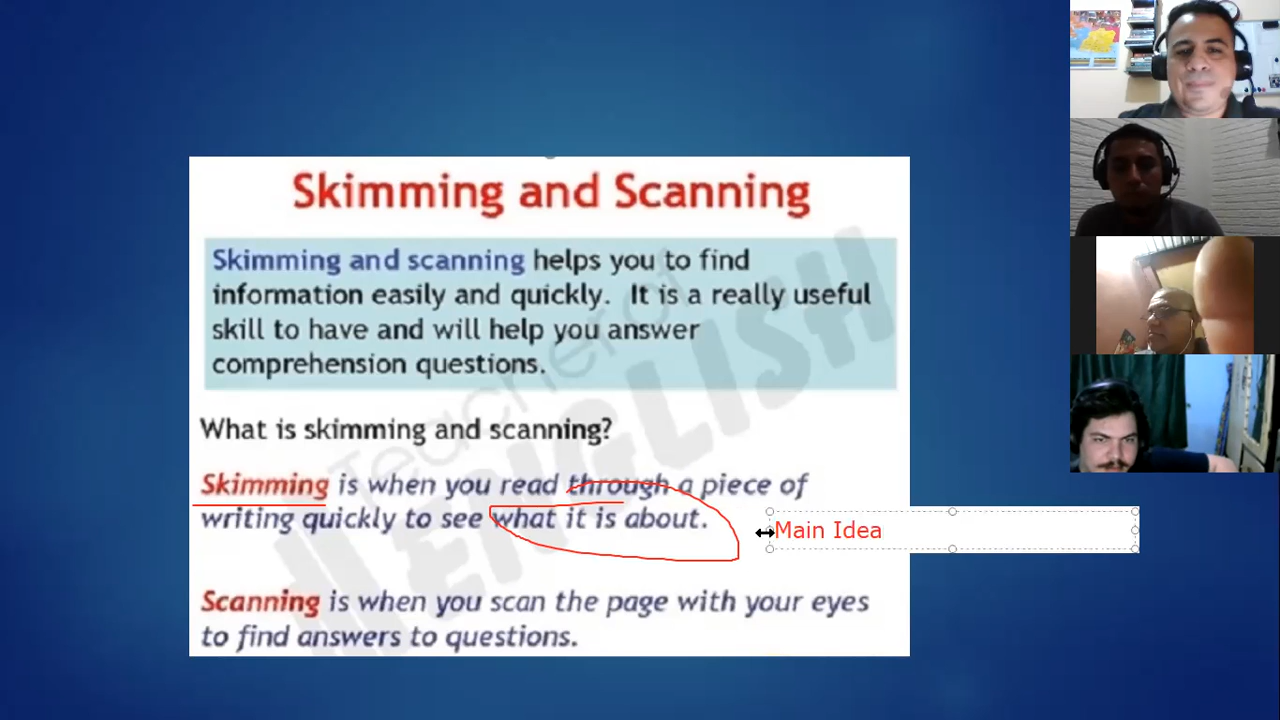 Skimming and Scanning
Skimming and scanning helps you to find
information easily and quickly. It is a really useful
skill to have and will help you answer
comprehension questions.
What is skimming and scanning?
Skimming is when you read through a piece of
writing quickly to see what it is about.
Main Idea
Scanning is when you scan the page with your eyes
to find answers to questions.
Teacher of
ENGLISH